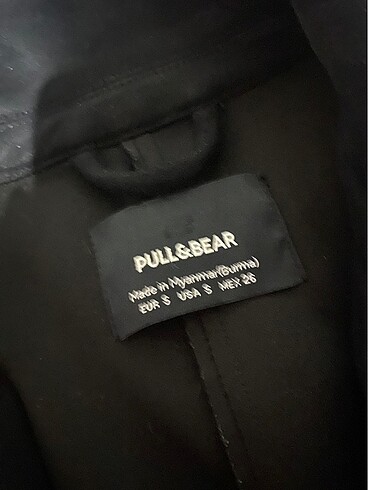 PULL&BEAR
Made in Myanmar(Burma)
EUR S USA S MEX 26